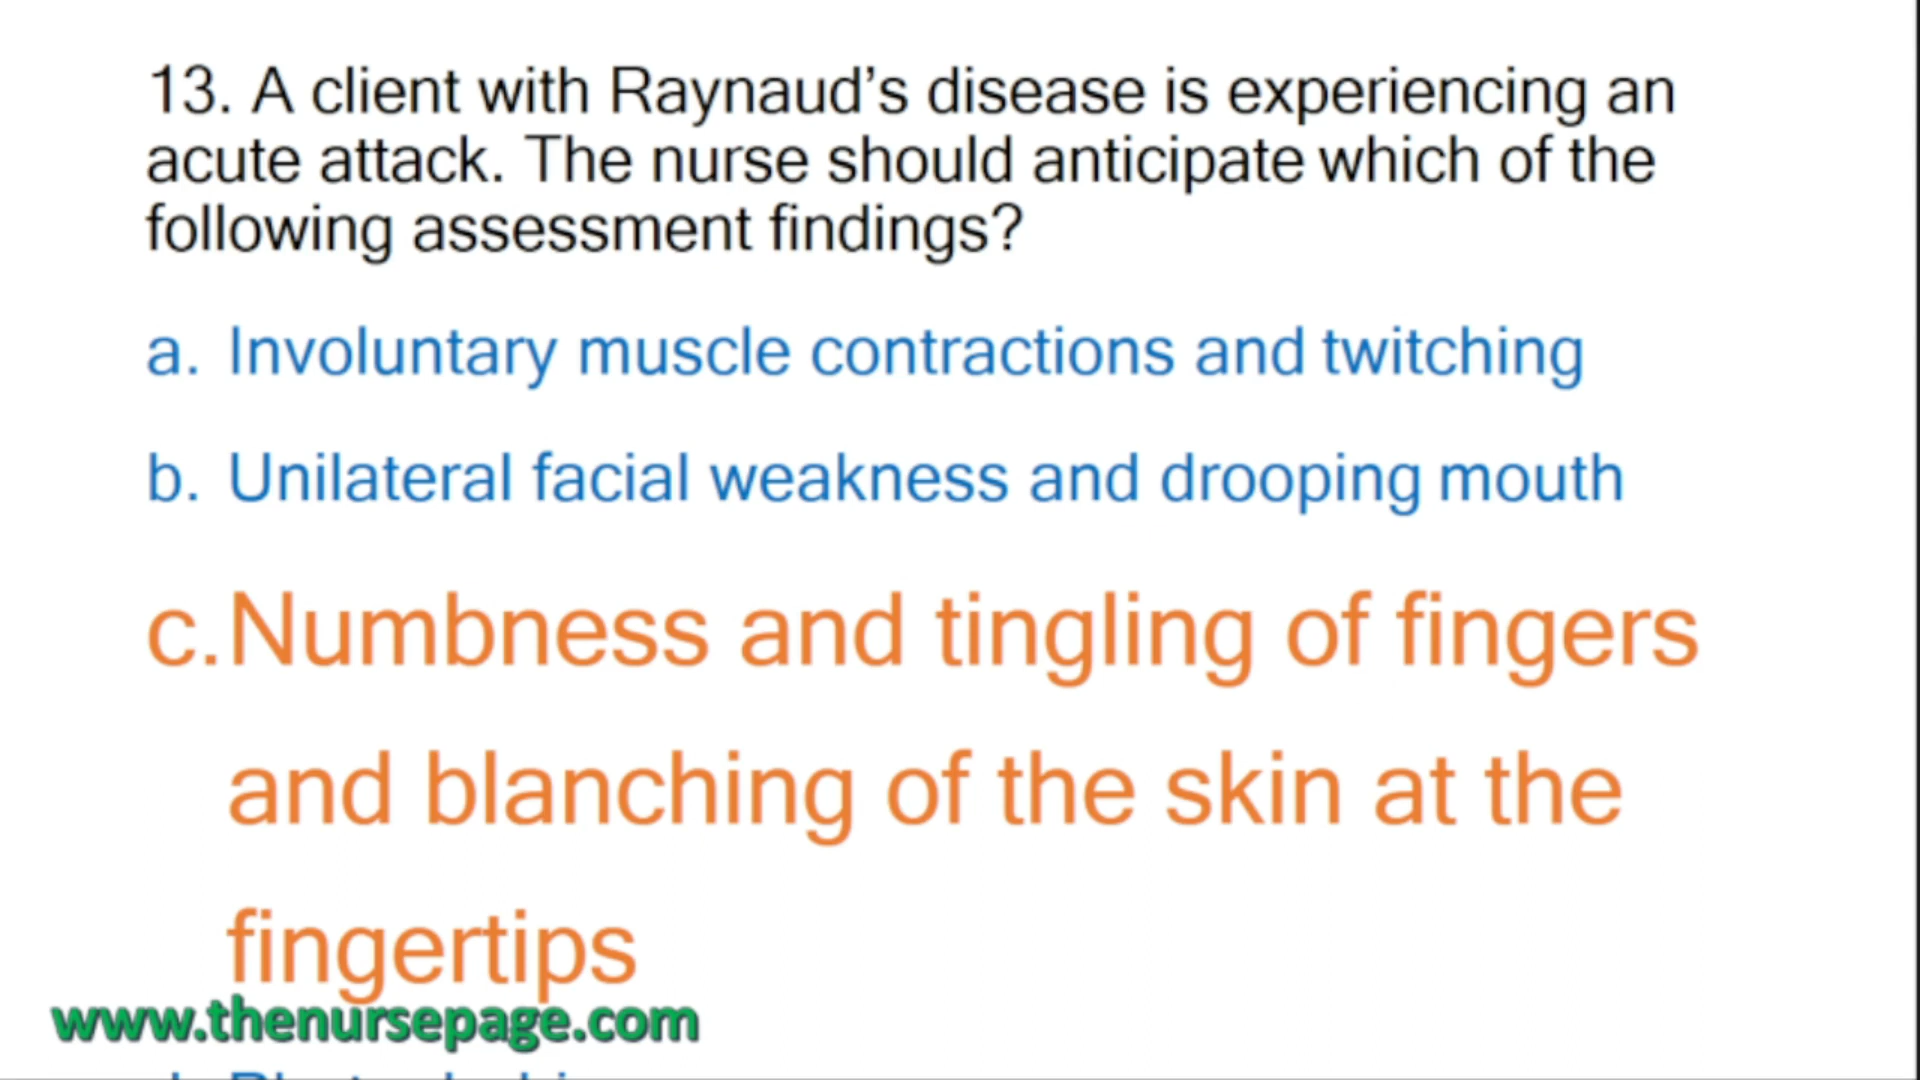 13. A client with Raynaud’s disease is experiencing an
acute attack. The nurse should anticipate which of the
following assessment findings?
a. Involuntary muscle contractions and twitching
b. Unilateral facial weakness and drooping mouth
c. Numbness and tingling of fingers
and blanching of the skin at the
fingertips
www.thenursepage.com